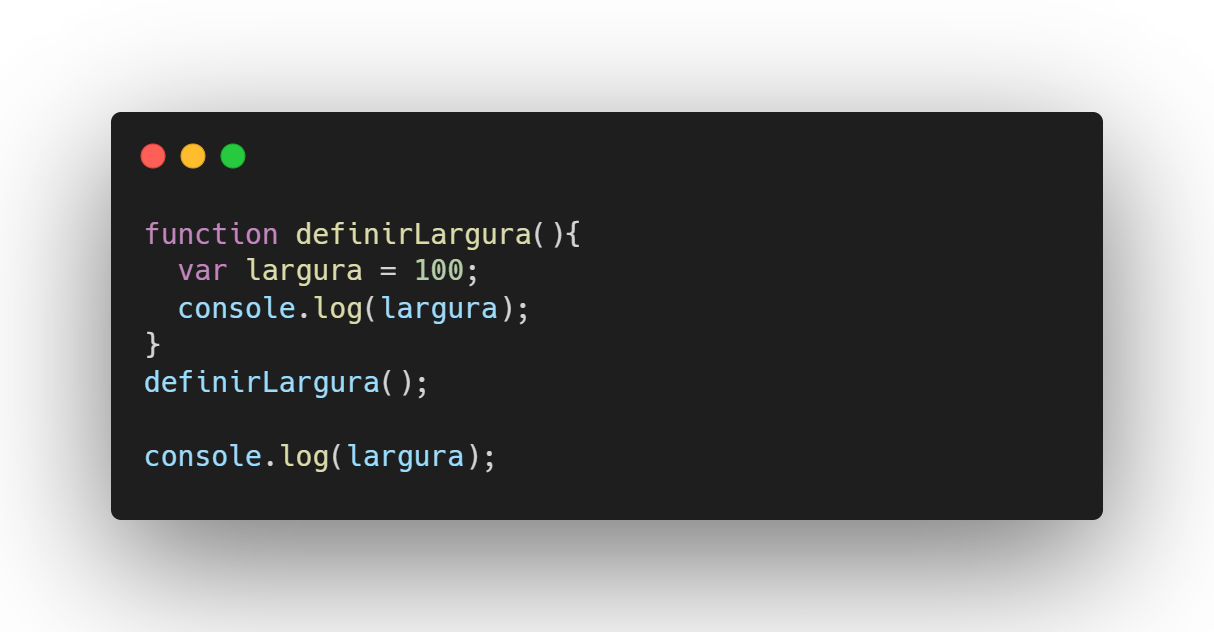 function definirLargura(){
  var largura = 100;
  console.log(largura);
}
definirLargura();

console.log(largura);